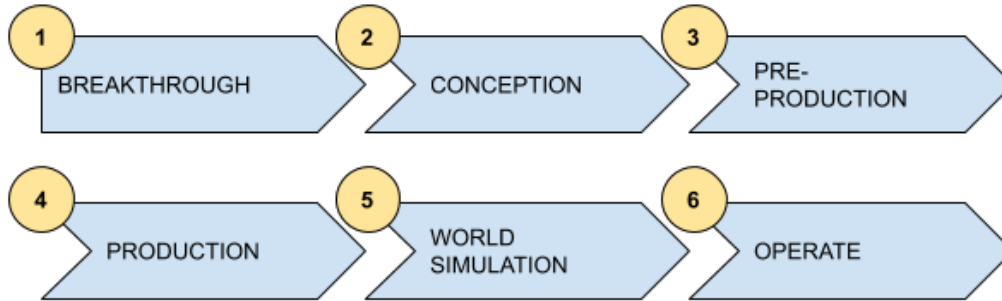 1
BREAKTHROUGH
2
CONCEPTION
3
PRE-
PRODUCTION
4
PRODUCTION
5
WORLD
SIMULATION
6
OPERATE